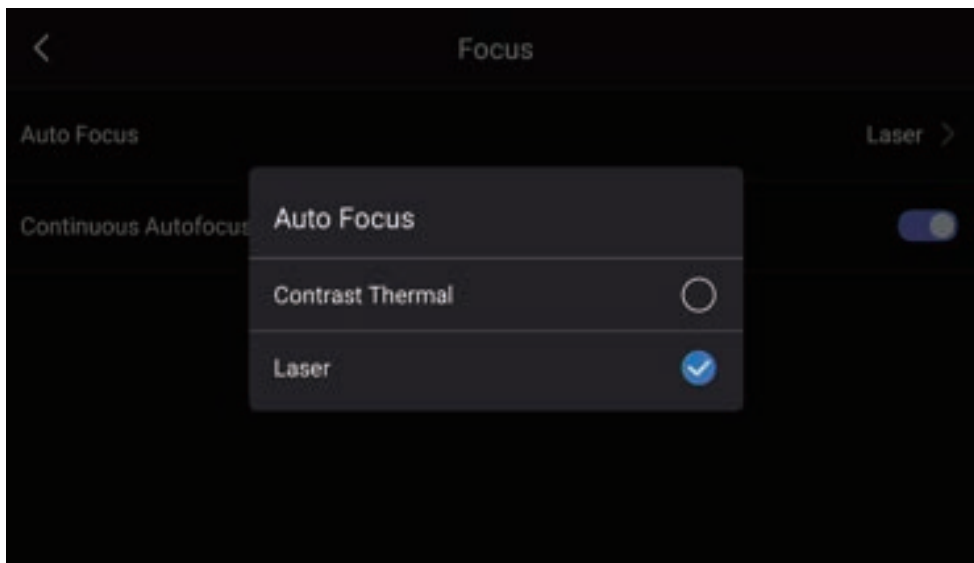 Focus
Auto Focus Laser
Continuous Autofocus
Auto Focus
Contrast Thermal
Laser